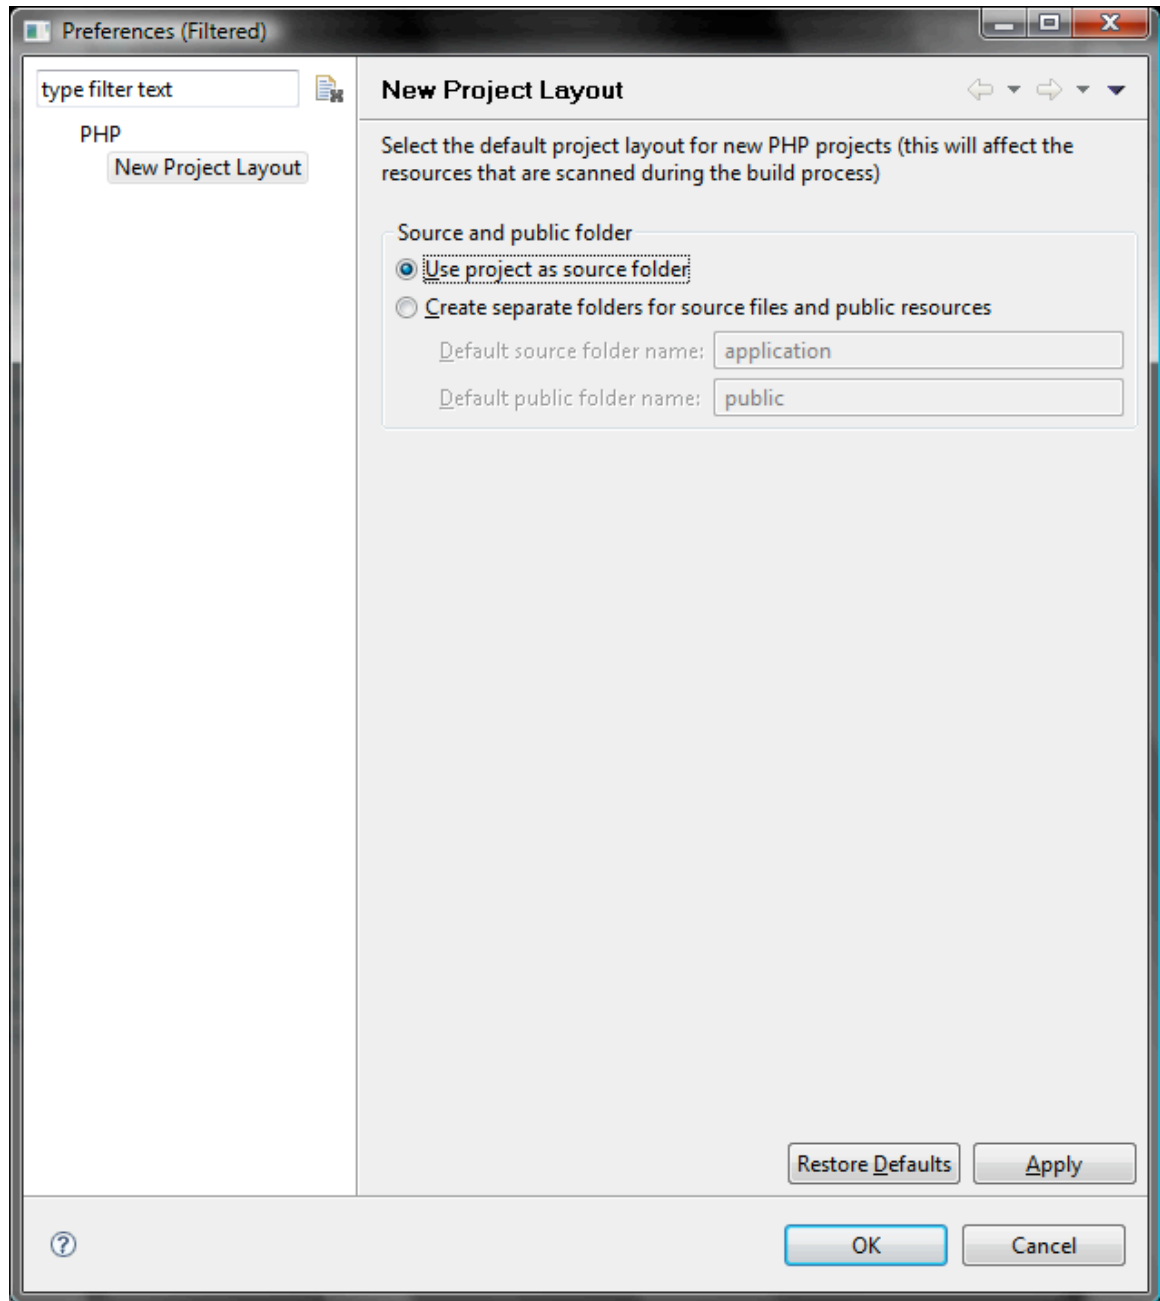 Preferences (Filtered)
type filter text
PHP
New Project Layout
New Project Layout
Select the default project layout for new PHP projects (this will affect the
resources that are scanned during the build process)
Source and public folder
Use project as source folder
Create separate folders for source files and public resources
Default source folder name: application
Default public folder name: public
Restore Defaults
Apply
OK
Cancel